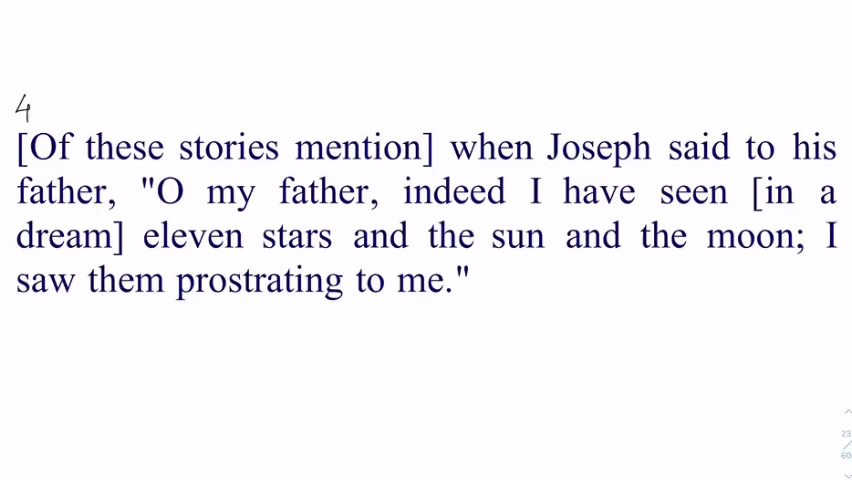 4
[Of these stories mention] when Joseph said to his
father, "O my father, indeed I have seen [in a
dream] eleven stars and the sun and the moon; I
saw them prostrating to me."
23
60